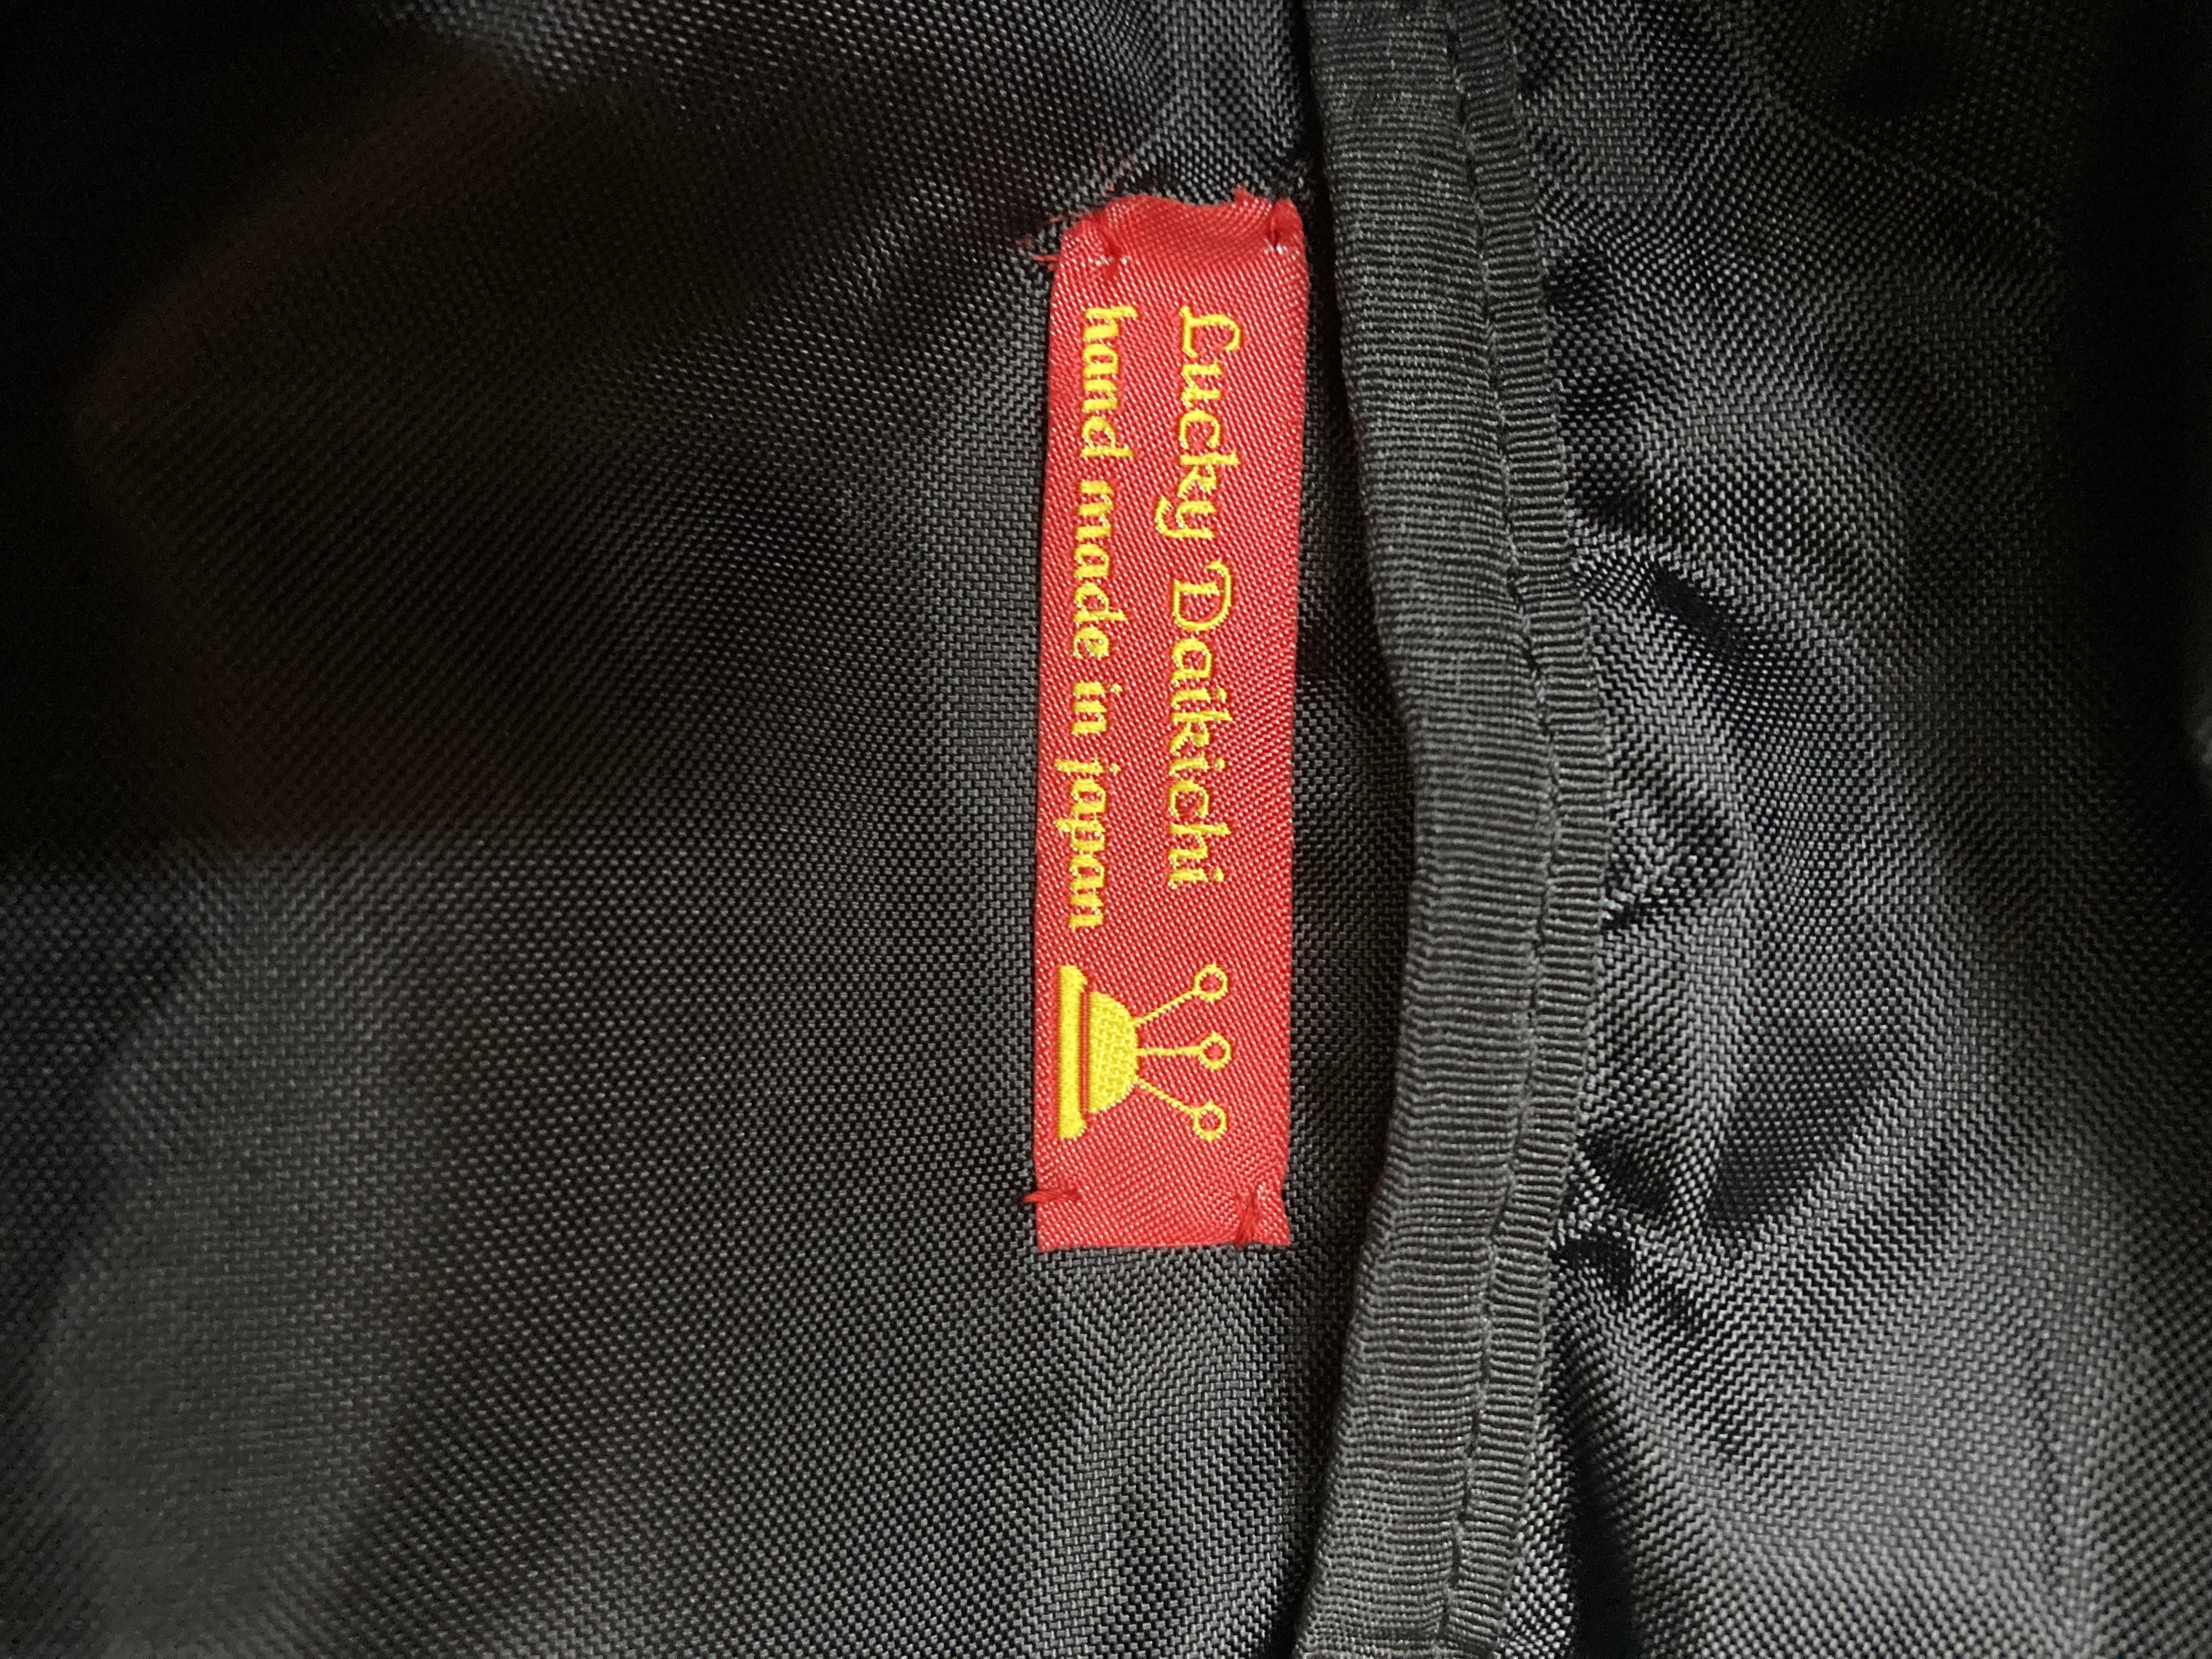 Lucky Daikichi
hand made in japan